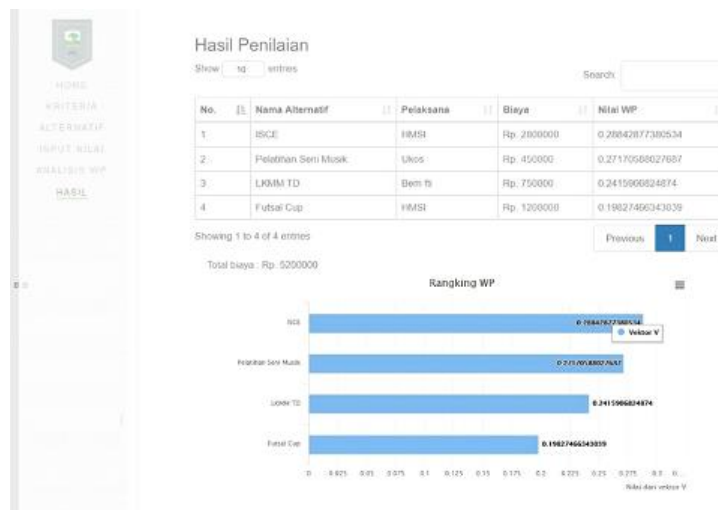 Hasil Penilaian
Show 10 entries
Search:
HOME
KRITERIA
ALTERNATIF
INPUT NILAI
ANALISIS WP
HASIL
No. Nama Alternatif Pelaksana Biaya Nilai WP
1 ISCE HMSI Rp. 2800000 0.28842877380534
2 Pelatihan Seni Musik Ukos Rp. 450000 0.27170588027687
3 LKMM TD Bem fti Rp. 750000 0.2415906824874
4 Futsal Cup HMSI Rp. 1200000 0.19827466343039
Showing 1 to 4 of 4 entries
Previous 1 Next
Total biaya : Rp. 5200000
Rangking WP
ISCE 0.28842877380534
Vektor V
Pelatihan Seni Musik 0.27170588027687
LKMM TD 0.2415906824874
Futsal Cup 0.19827466343039
0 0.025 0.05 0.075 0.1 0.125 0.15 0.175 0.2 0.225 0.25 0.275 0.3 0...
Nilai dari vektor V